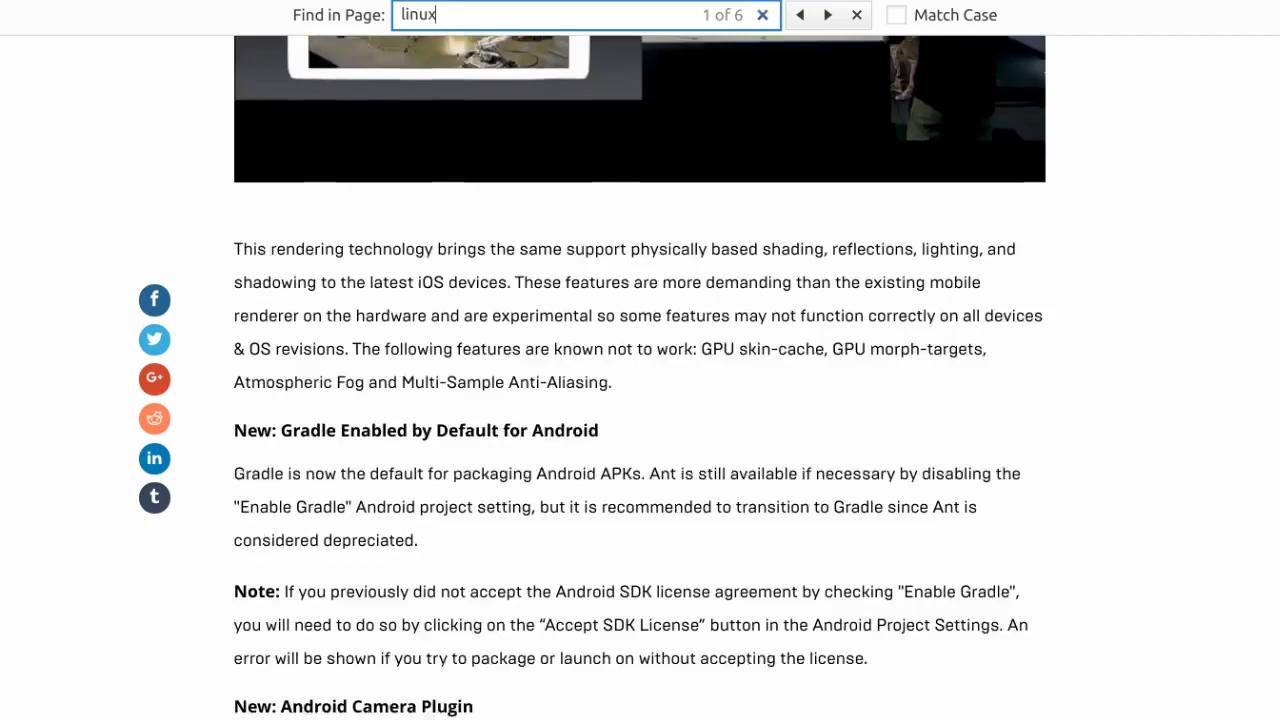 Find in Page: linux 1 of 6 Match Case
This rendering technology brings the same support physically based shading, reflections, lighting, and
shadowing to the latest iOS devices. These features are more demanding than the existing mobile
renderer on the hardware and are experimental so some features may not function correctly on all devices
& OS revisions. The following features are known not to work: GPU skin-cache, GPU morph-targets,
Atmospheric Fog and Multi-Sample Anti-Aliasing.
New: Gradle Enabled by Default for Android
Gradle is now the default for packaging Android APKs. Ant is still available if necessary by disabling the
"Enable Gradle" Android project setting, but it is recommended to transition to Gradle since Ant is
considered depreciated.
Note: If you previously did not accept the Android SDK license agreement by checking "Enable Gradle",
you will need to do so by clicking on the “Accept SDK License” button in the Android Project Settings. An
error will be shown if you try to package or launch on without accepting the license.
New: Android Camera Plugin
f
G+
in
t